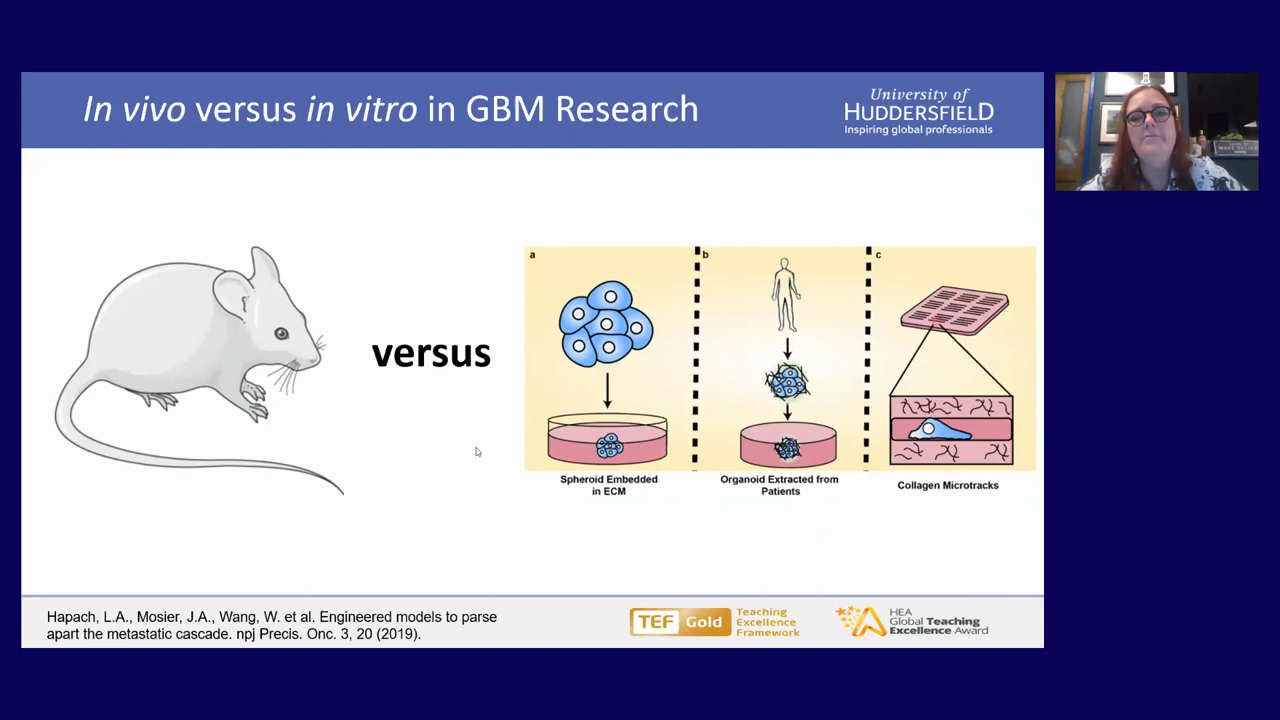 In vivo versus in vitro in GBM Research
University of
HUDDERSFIELD
Inspiring global professionals
versus
a
b
c
Spheroid Embedded
in ECM
Organoid Extracted from
Patients
Collagen Microtracks
Hapach, L.A., Mosier, J.A., Wang, W. et al. Engineered models to parse
apart the metastatic cascade. npj Precis. Onc. 3, 20 (2019).
TEF Gold
Teaching
Excellence
Framework
HEA
Global Teaching
Excellence Award